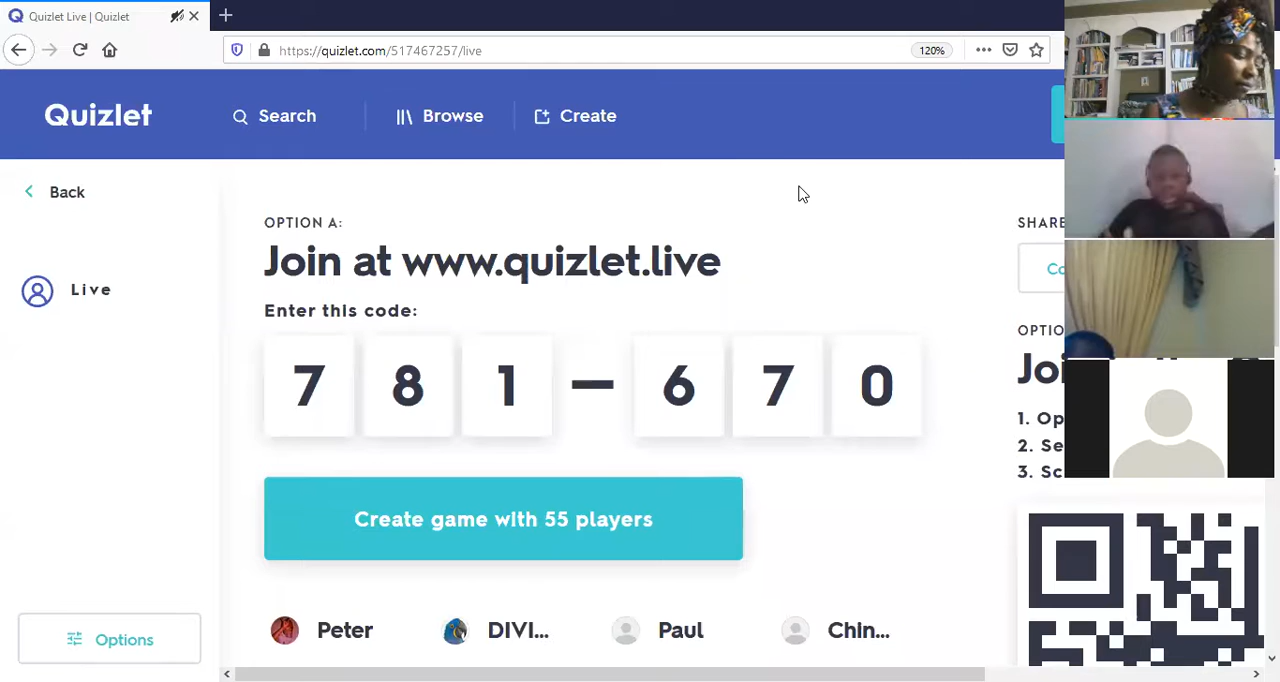 Quizlet Live | Quizlet
https://quizlet.com/517467257/live
120%
Quizlet
Search
Browse
Create
Back
Live
OPTION A:
Join at www.quizlet.live
Enter this code:
7 8 1 — 6 7 0
Create game with 55 players
Peter
DIVI...
Paul
Chin...
Options
SHARE
Co
OPTIO
Joi
1. Op
2. Se
3. Sc